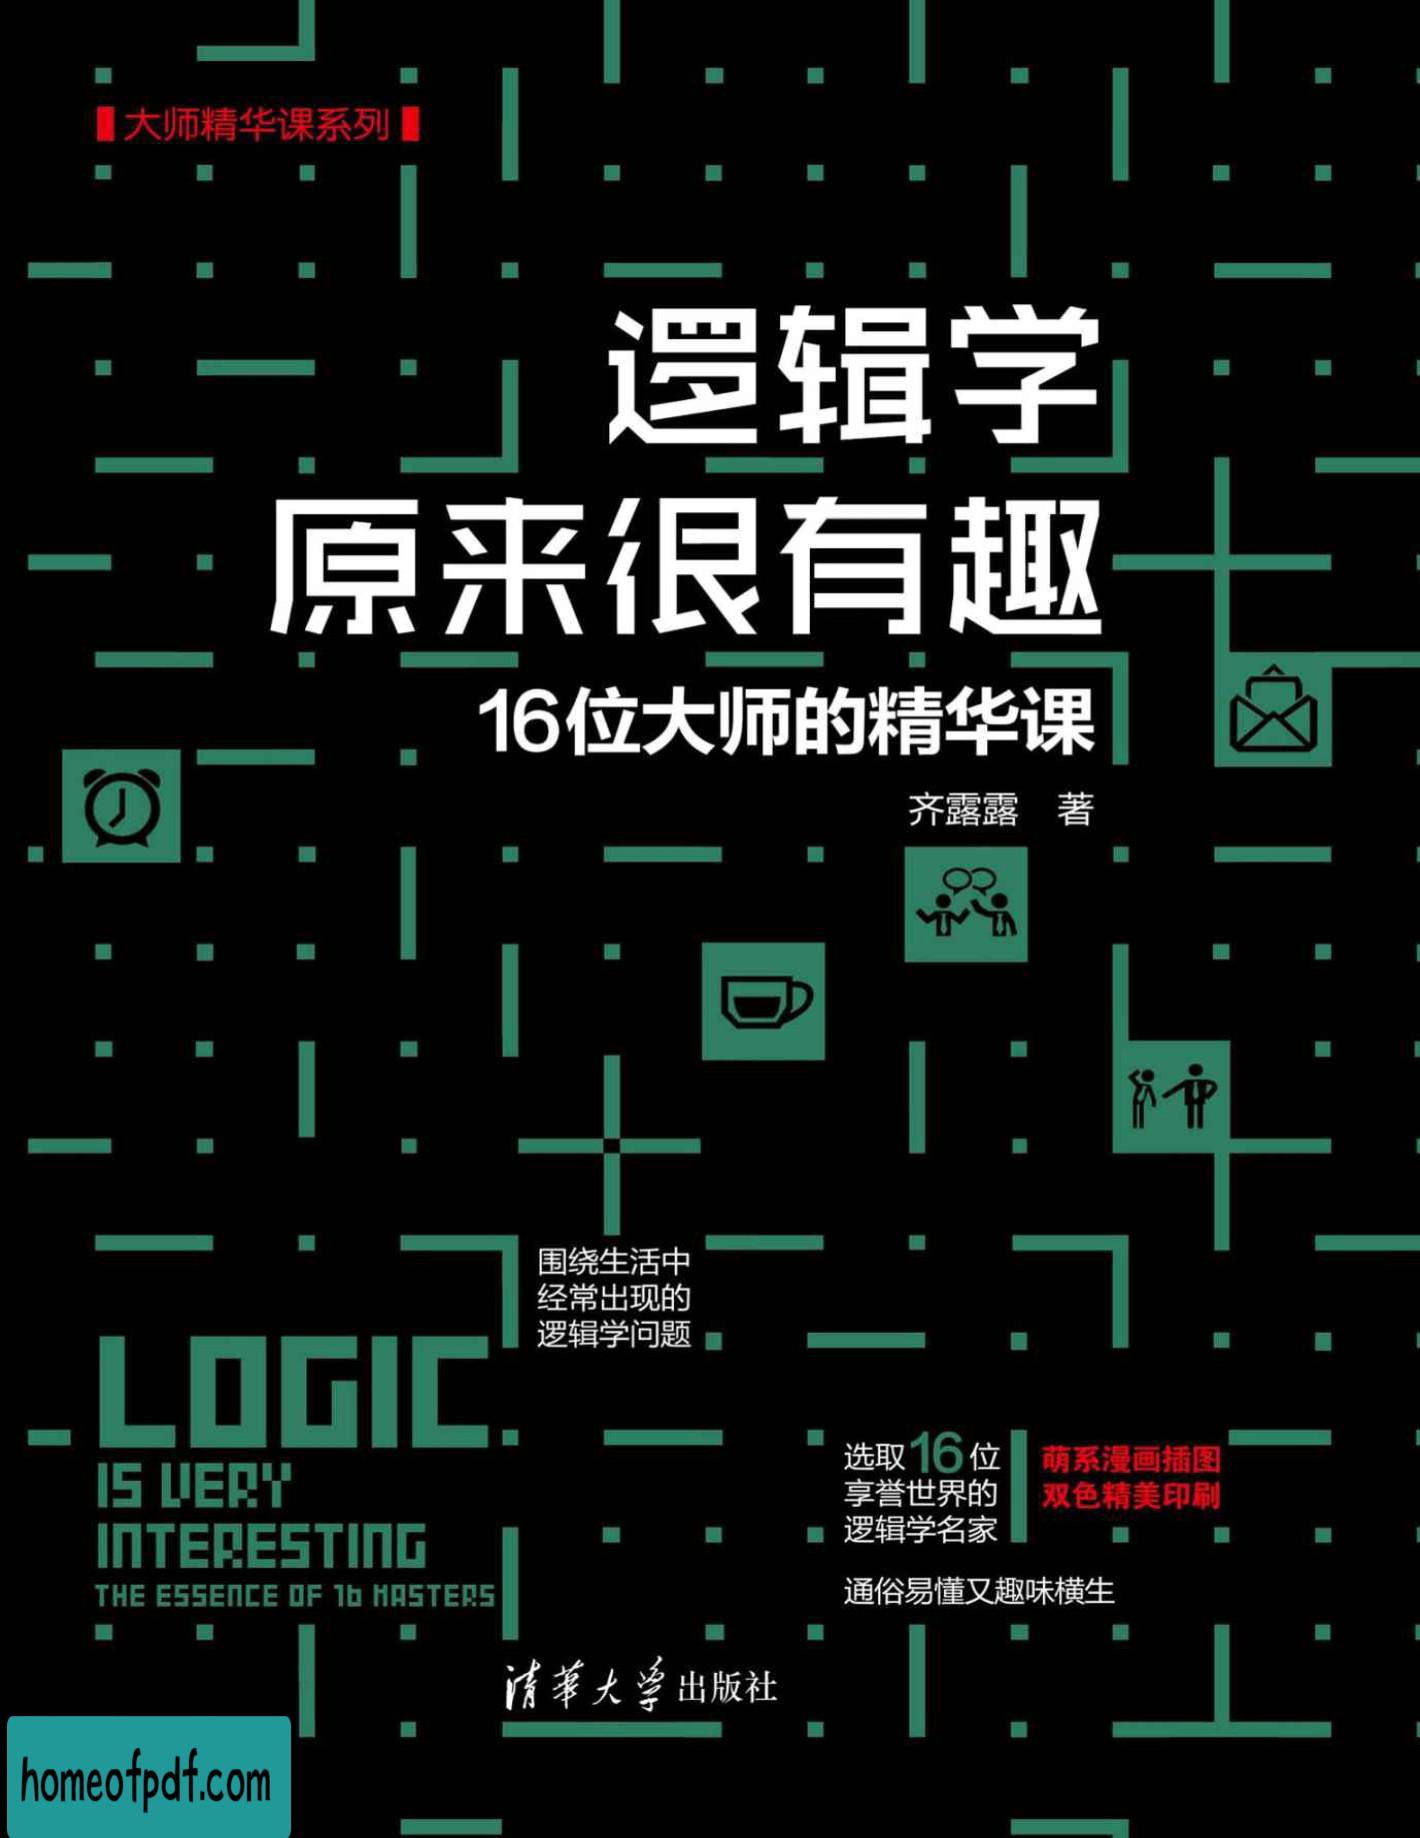 大师精华课系列
逻辑学
原来很有趣
16位大师的精华课
齐露露 著
围绕生活中
经常出现的
逻辑学问题
LOGIC
IS VERY
INTERESTING
THE ESSENCE OF 16 MASTERS
选取16位
享誉世界的
逻辑学名家
萌系漫画插图
双色精美印刷
通俗易懂又趣味横生
清華大学出版社
homeofpdf.com